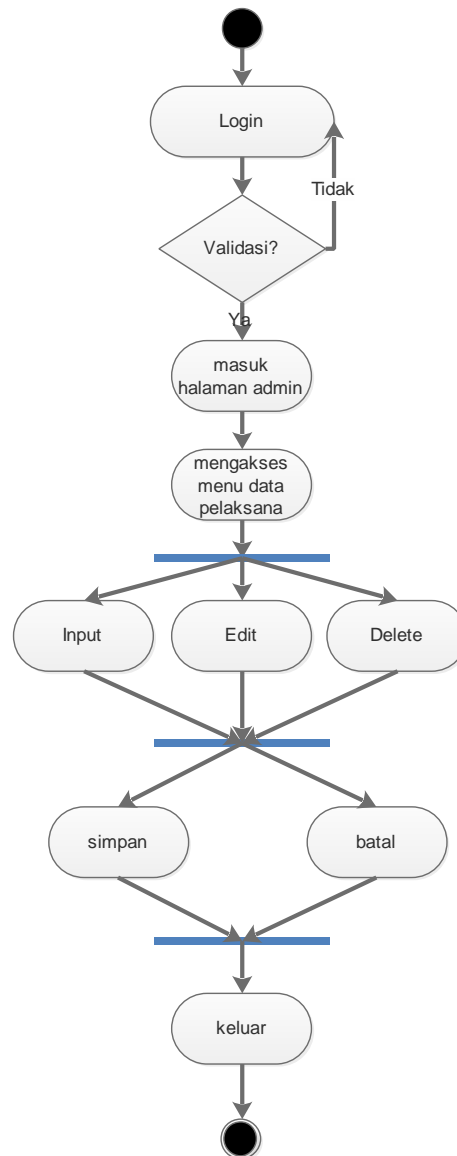 Login
Tidak
Validasi?
Ya
masuk
halaman admin
mengakses
menu data
pelaksana
Input
Edit
Delete
simpan
batal
keluar